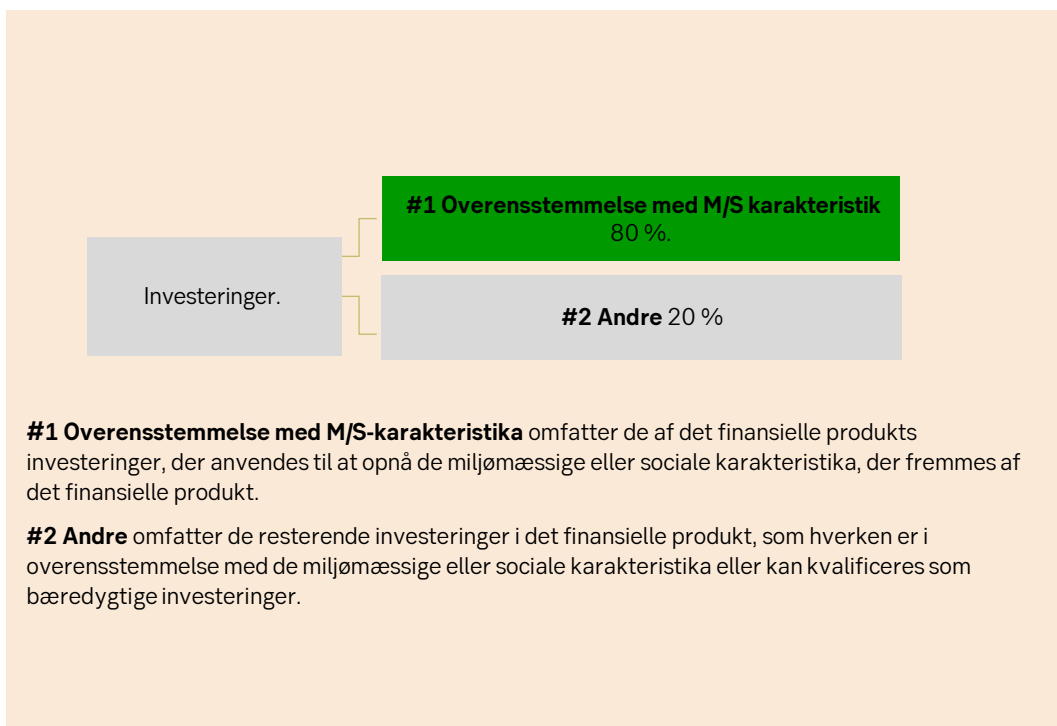 #1 Overensstemmelse med M/S karakteristik
80 %.
Investeringer.
#2 Andre 20 %
#1 Overensstemmelse med M/S-karakteristika omfatter de af det finansielle produkts
investeringer, der anvendes til at opnå de miljømæssige eller sociale karakteristika, der fremmes af
det finansielle produkt.
#2 Andre omfatter de resterende investeringer i det finansielle produkt, som hverken er i
overensstemmelse med de miljømæssige eller sociale karakteristika eller kan kvalificeres som
bæredygtige investeringer.